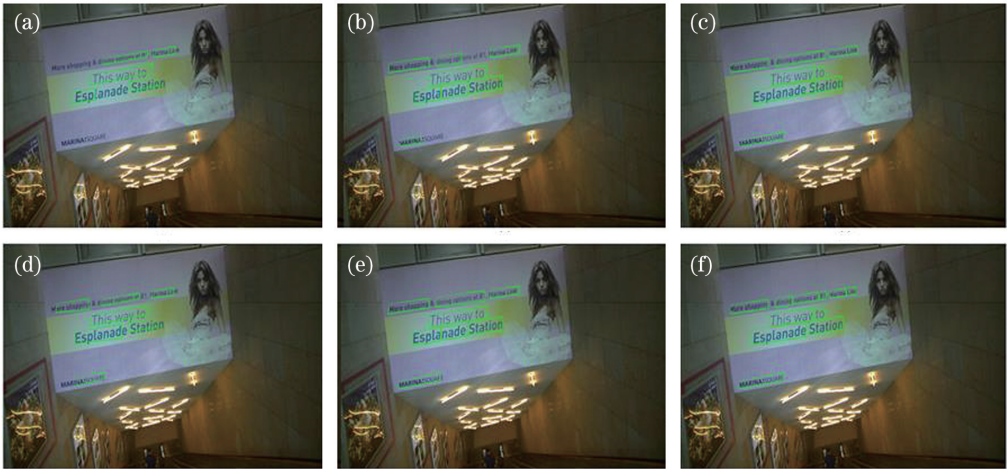 (a)
More shopping & dining options at B1, Marina Link
This way to
Esplanade Station
MARINA SQUARE
(b)
More shopping & dining options at B1, Marina Link
This way to
Esplanade Station
MARINA SQUARE
(c)
More shopping & dining options at B1, Marina Link
This way to
Esplanade Station
MARINA SQUARE
(d)
More shopping & dining options at B1, Marina Link
This way to
Esplanade Station
MARINA SQUARE
(e)
More shopping & dining options at B1, Marina Link
This way to
Esplanade Station
MARINA SQUARE
(f)
More shopping & dining options at B1, Marina Link
This way to
Esplanade Station
MARINA SQUARE